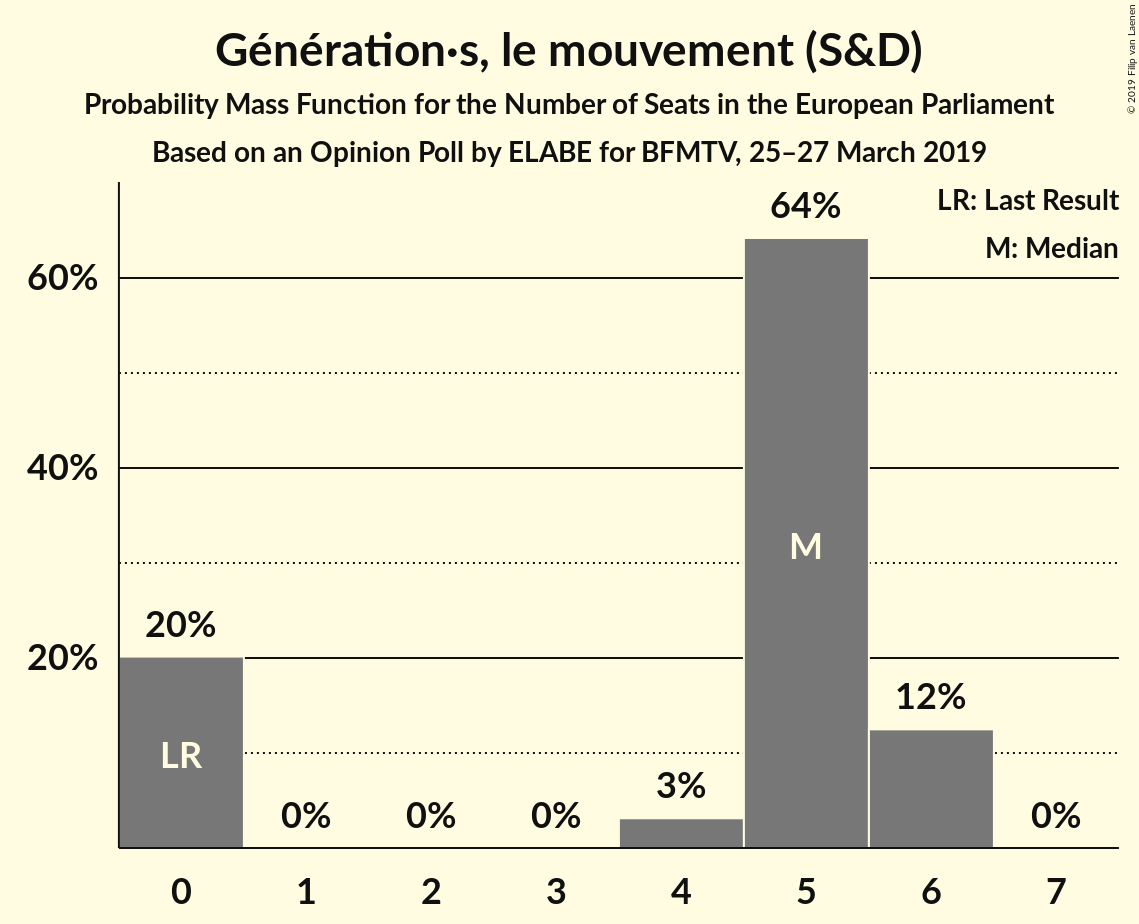 Génération·s, le mouvement (S&D)
Probability Mass Function for the Number of Seats in the European Parliament
Based on an Opinion Poll by ELABE for BFMTV, 25–27 March 2019
© 2019 Filip van Laenen
LR: Last Result
M: Median
60%
40%
20%
20%
0%
0%
0%
3%
64%
12%
0%
LR
M
0 1 2 3 4 5 6 7